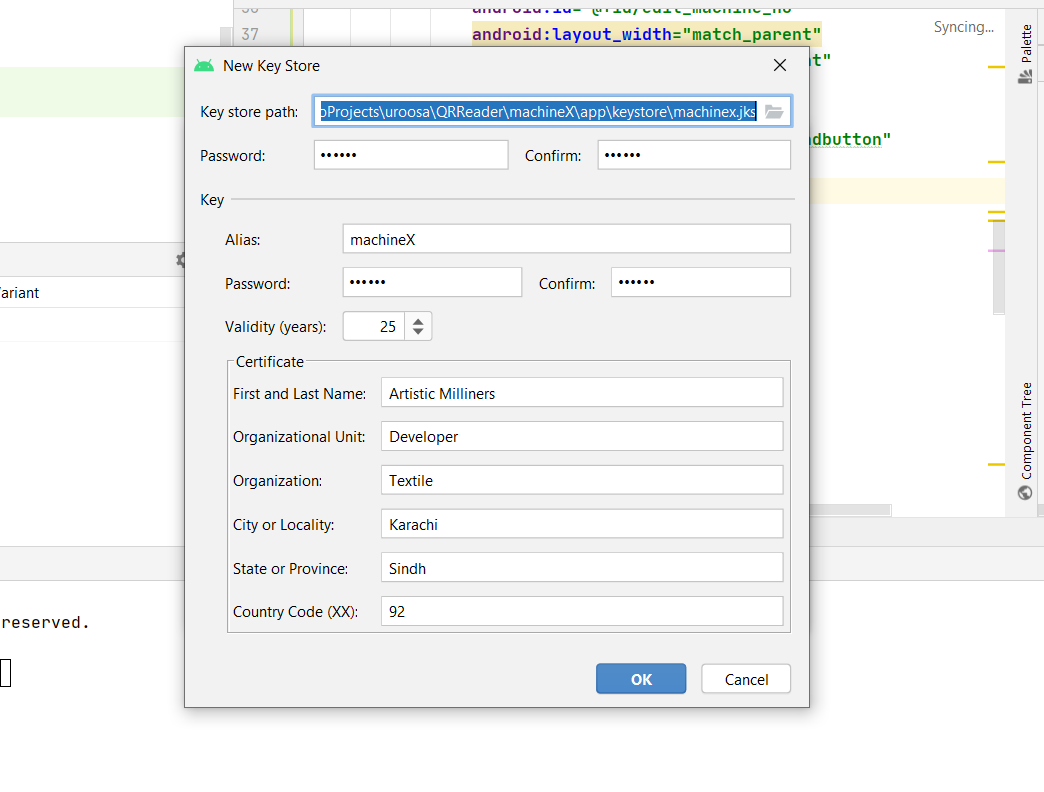 37
android:layout_width="match_parent"
Syncing...
Palette
New Key Store
t"
Key store path: oProjects\uroosa\QRReader\machineX\app\keystore\machinex.jks
Password: •••••• Confirm: ••••••
ndbutton"
Key
Alias: machineX
Password: •••••• Confirm: ••••••
ariant
Validity (years): 25
Certificate
First and Last Name: Artistic Milliners
Organizational Unit: Developer
Component Tree
Organization: Textile
City or Locality: Karachi
State or Province: Sindh
Country Code (XX): 92
reserved.
OK Cancel